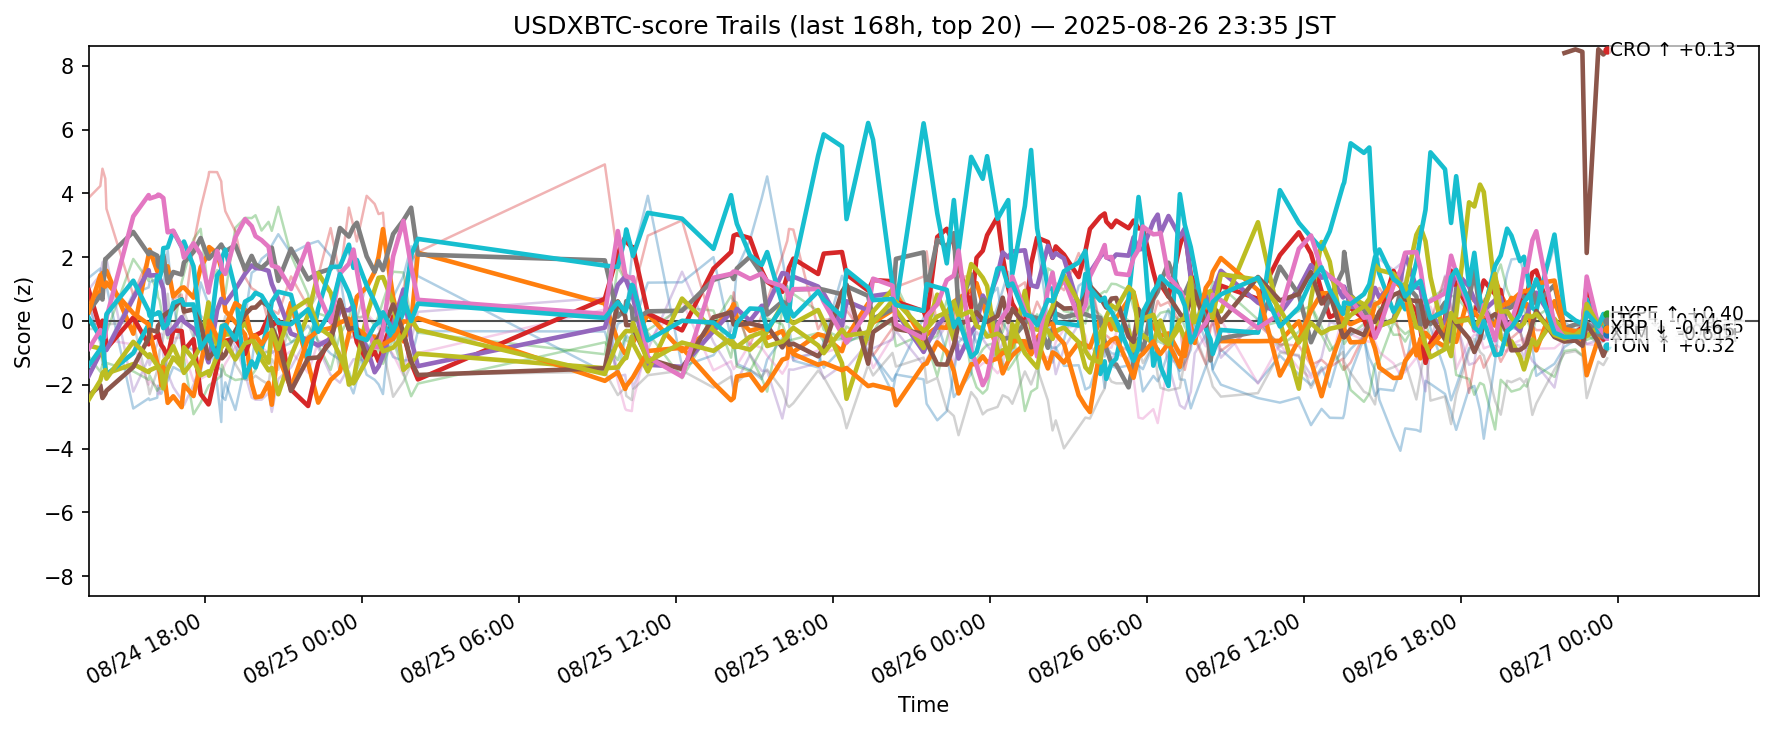 USDXBTC-score Trails (last 168h, top 20) — 2025-08-26 23:35 JST
Score (z)
8
6
4
2
0
−2
−4
−6
−8
CRO ↑ +0.13
HYPE ↑ +0.40
XRP ↓ -0.46
TON ↑ +0.32
08/24 18:00
08/25 00:00
08/25 06:00
08/25 12:00
08/25 18:00
08/26 00:00
08/26 06:00
08/26 12:00
08/26 18:00
08/27 00:00
Time